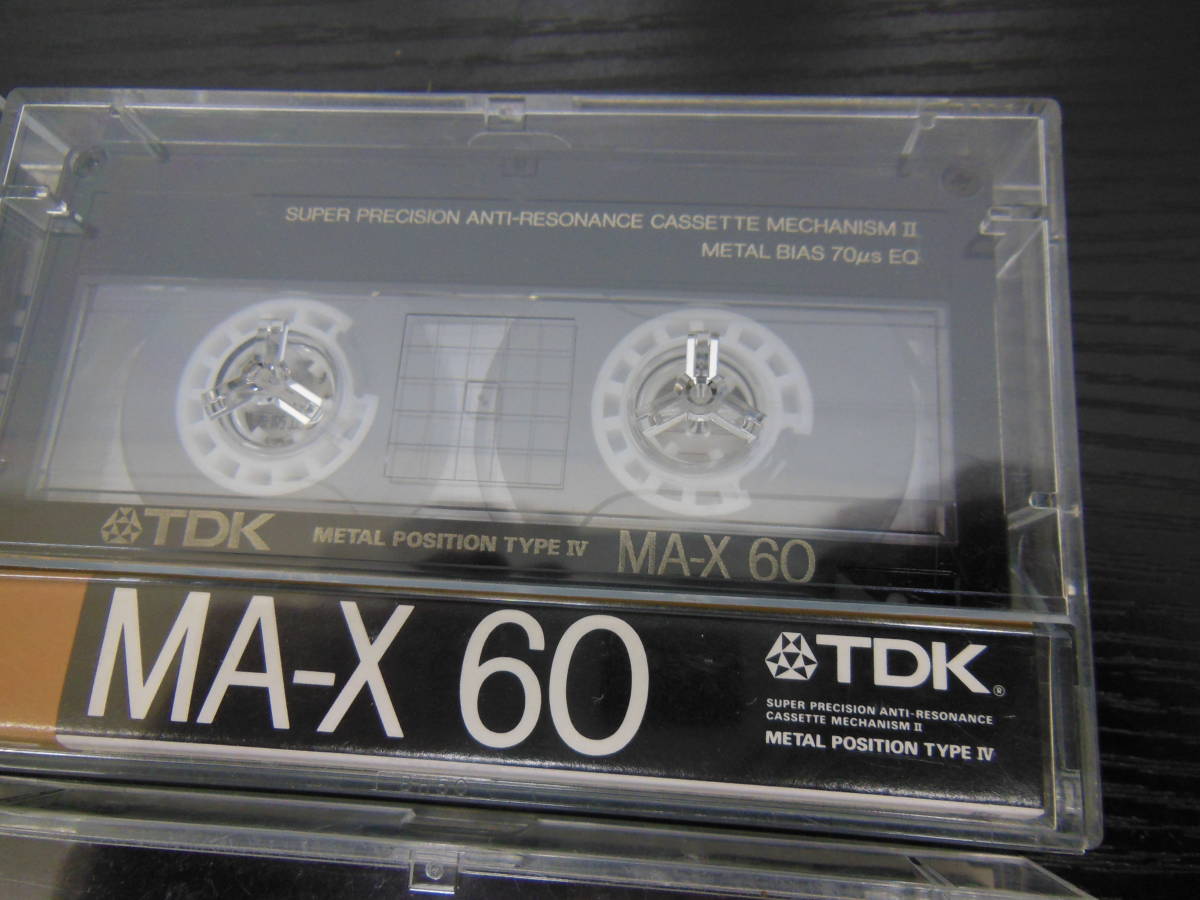 SUPER PRECISION ANTI-RESONANCE CASSETTE MECHANISM II
METAL BIAS 70μs EQ
TDK METAL POSITION TYPE IV MA-X 60
MA-X 60
TDK®
SUPER PRECISION ANTI-RESONANCE
CASSETTE MECHANISM II
METAL POSITION TYPE IV